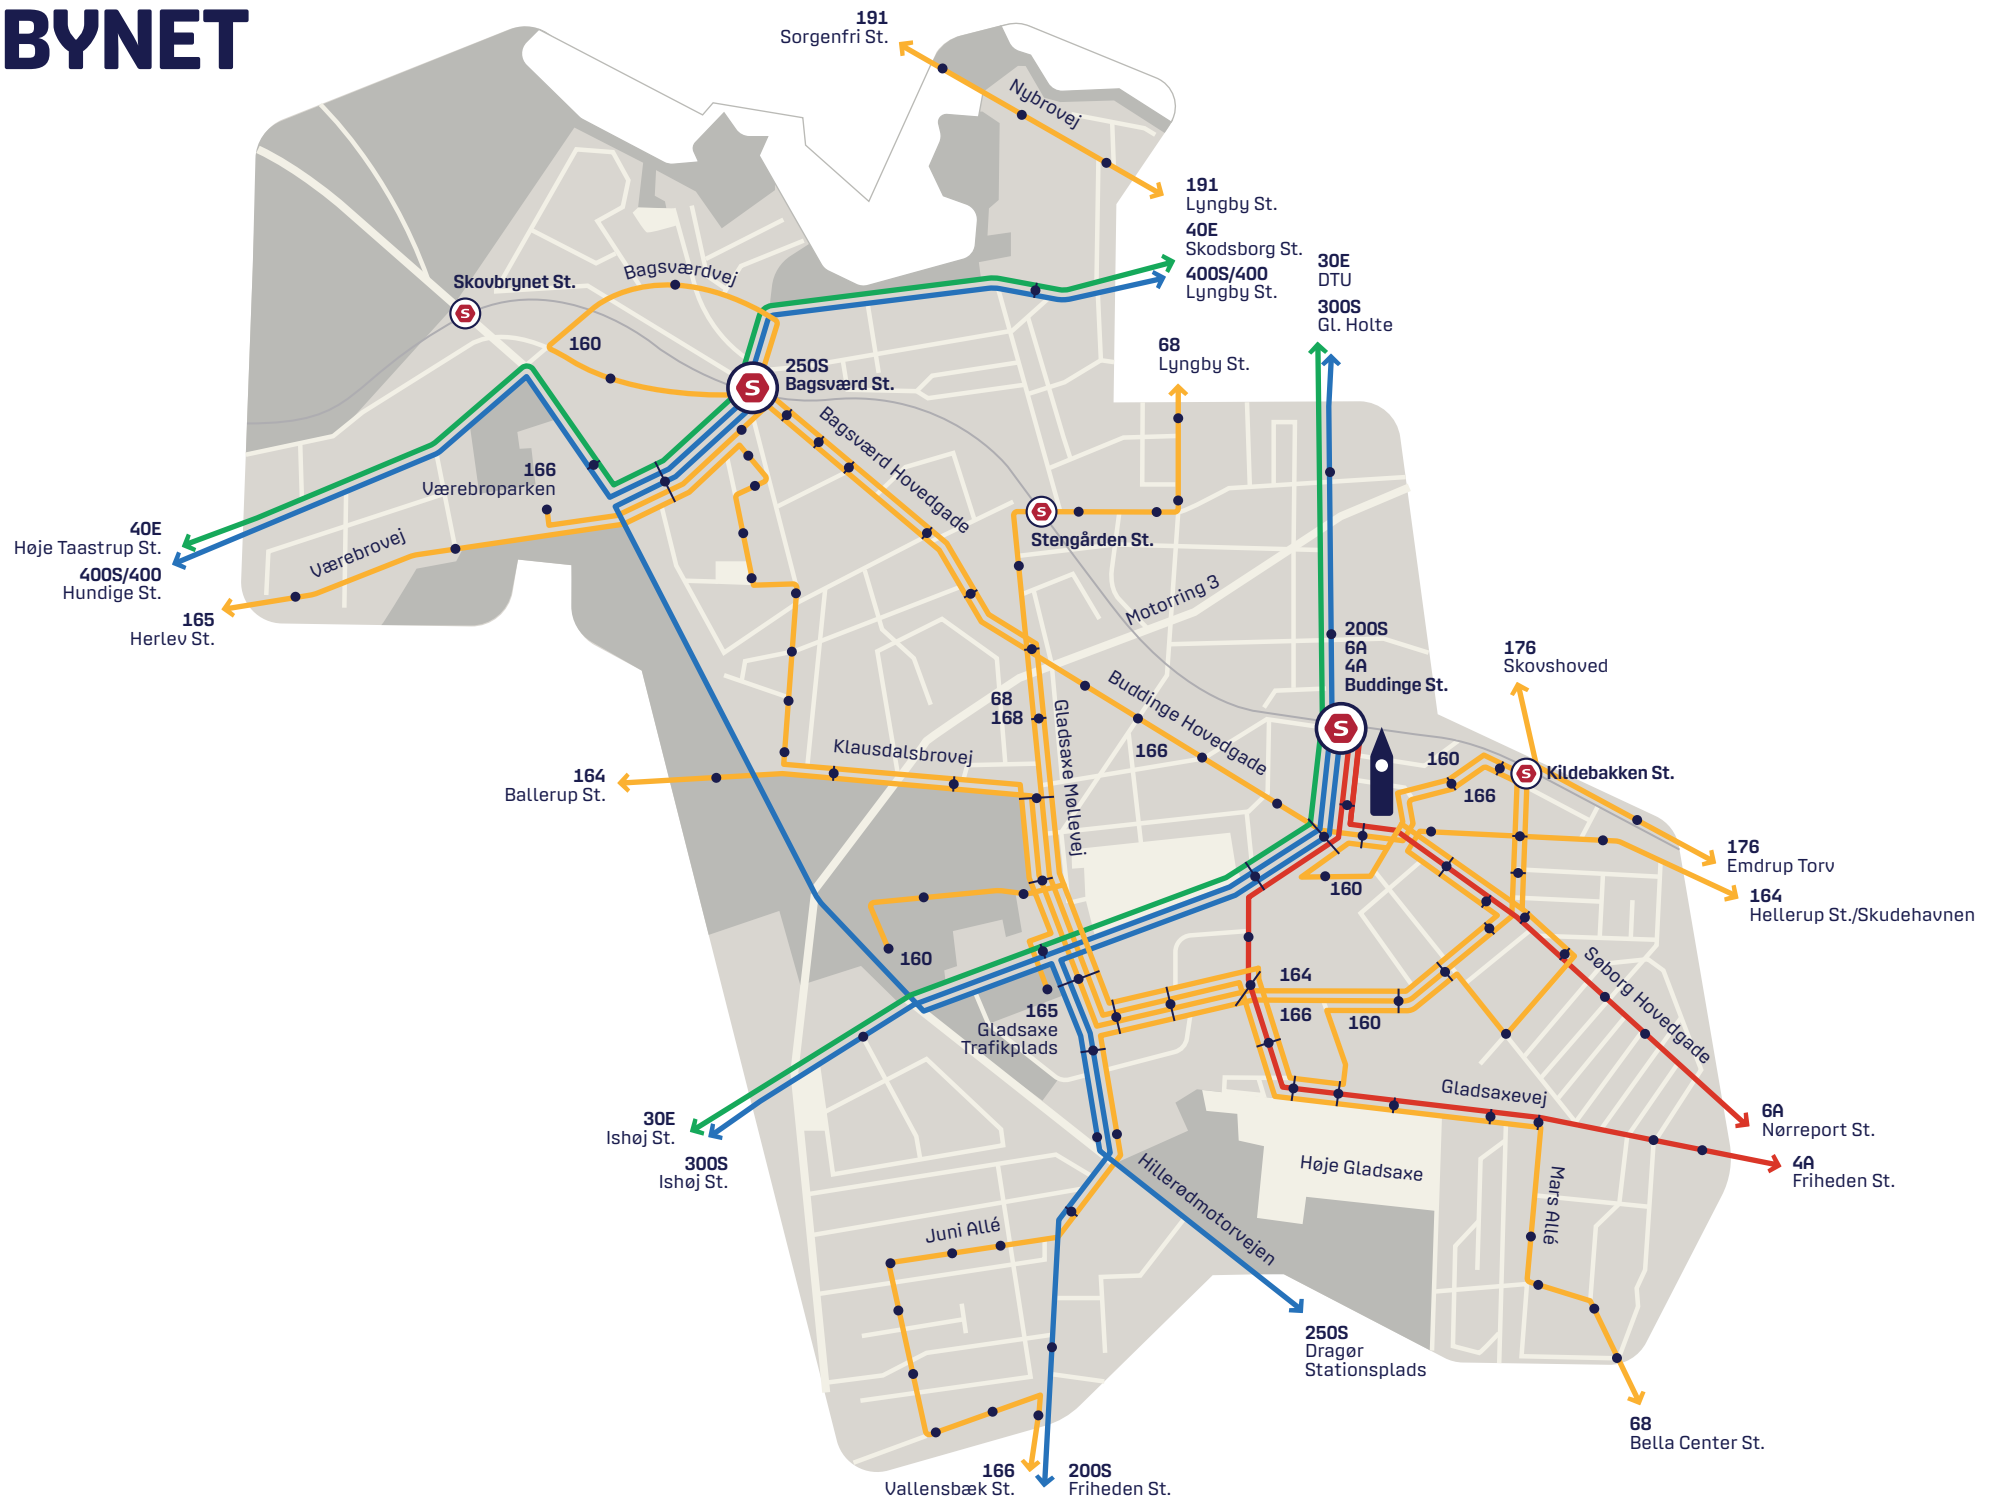 BYNET
191
Sorgenfri St.
Nybrovej
191
Lyngby St.
40E
Skodsborg St.
400S/400
Lyngby St.
30E
DTU
300S
Gl. Holte
Skovbrynet St.
Bagsværdvej
160
250S
Bagsværd St.
68
Lyngby St.
Bagsværd Hovedgade
166
Værebroparken
40E
Høje Taastrup St.
400S/400
Hundige St.
Værebrovej
165
Herlev St.
Stengården St.
Motorring 3
200S
6A
4A
Buddinge St.
176
Skovshoved
68
168
Gladsaxe Møllevej
Buddinge Hovedgade
166
Klausdalsbrovej
164
Ballerup St.
160
166
Kildebakken St.
176
Emdrup Torv
164
Hellerup St./Skudehavnen
160
160
165
Gladsaxe
Trafikplads
164
166
160
Søborg Hovedgade
Gladsaxevej
6A
Nørreport St.
4A
Friheden St.
30E
Ishøj St.
300S
Ishøj St.
Høje Gladsaxe
Hillerødmotorvejen
Mars Allé
Juni Allé
250S
Dragør
Stationsplads
68
Bella Center St.
166
Vallensbæk St.
200S
Friheden St.
S
S
S
S
S